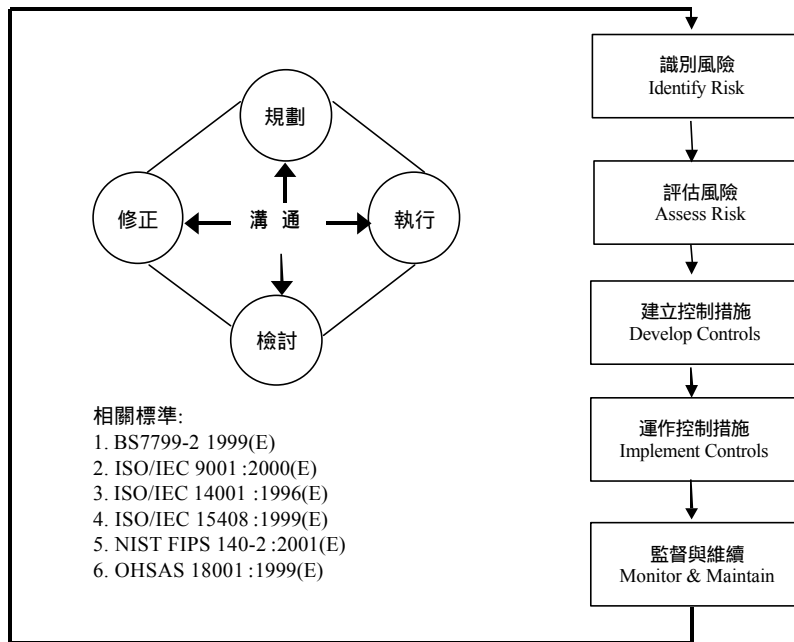 規劃
修正
溝 通
執行
檢討
相關標準:
1. BS7799-2 1999(E)
2. ISO/IEC 9001 :2000(E)
3. ISO/IEC 14001 :1996(E)
4. ISO/IEC 15408 :1999(E)
5. NIST FIPS 140-2 :2001(E)
6. OHSAS 18001 :1999(E)
識別風險
Identify Risk
評估風險
Assess Risk
建立控制措施
Develop Controls
運作控制措施
Implement Controls
監督與維續
Monitor & Maintain